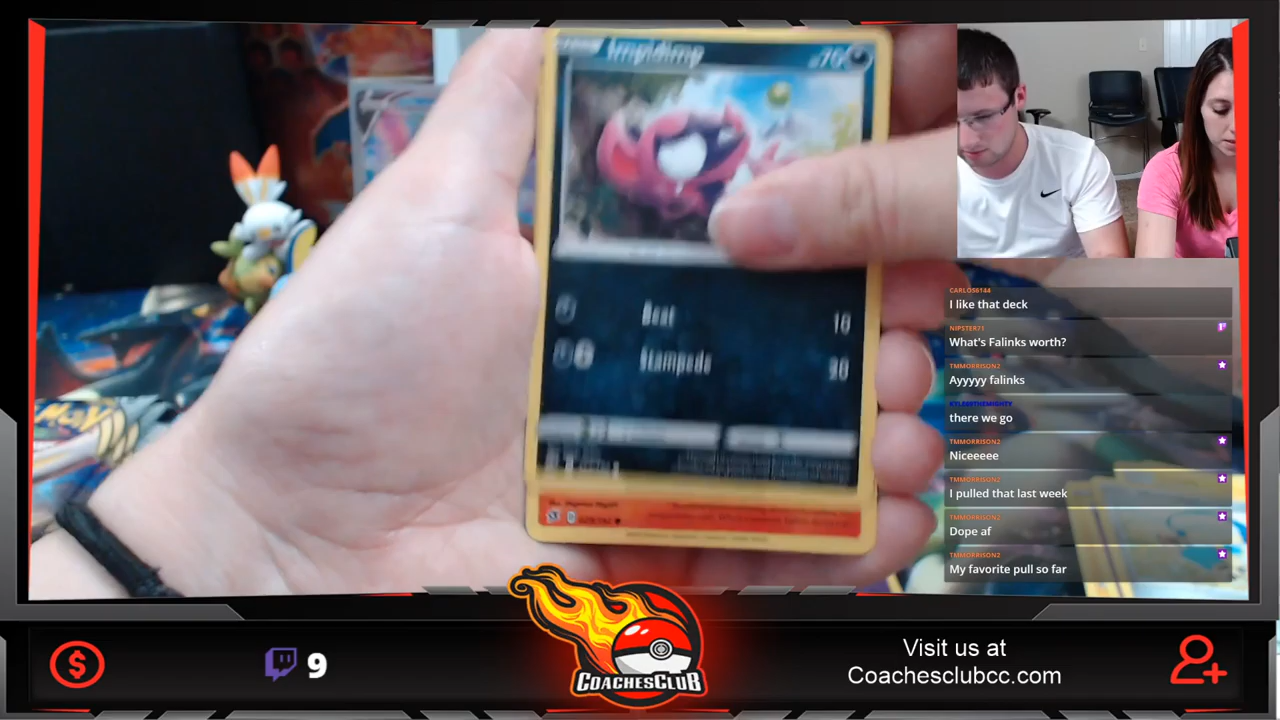 Impidimp
70
Beat 10
Stampede
CARLOS8144
I like that deck
NIPSTER71
What's Falinks worth?
TMMORRISON2
Ayyyyy falinks
KYLEBTHEMIGHTY
there we go
TMMORRISON2
Niceeeee
TMMORRISON2
I pulled that last week
TMMORRISON2
Dope af
TMMORRISON2
My favorite pull so far
$
9
COACHESCLUB
Visit us at
Coachesclubcc.com